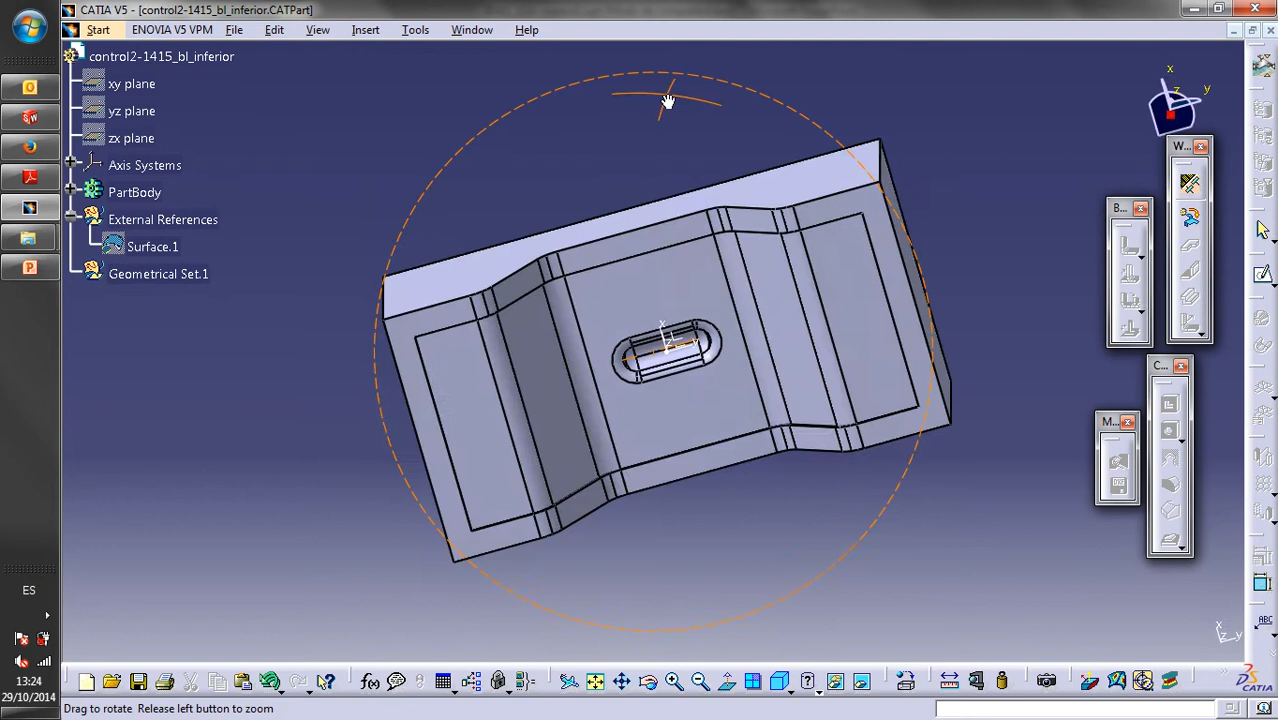 CATIA V5 - [control2-1415_bl_inferior.CATPart]
Start ENOVIA V5 VPM File Edit View Insert Tools Window Help
control2-1415_bl_inferior
xy plane
yz plane
zx plane
Axis Systems
PartBody
External References
Surface.1
Geometrical Set.1
x
y
z
W...
B...
C...
M...
x
y
z
ES
13:24
29/10/2014
x
z y
f(x)
ABC
CATIA
Drag to rotate Release left button to zoom